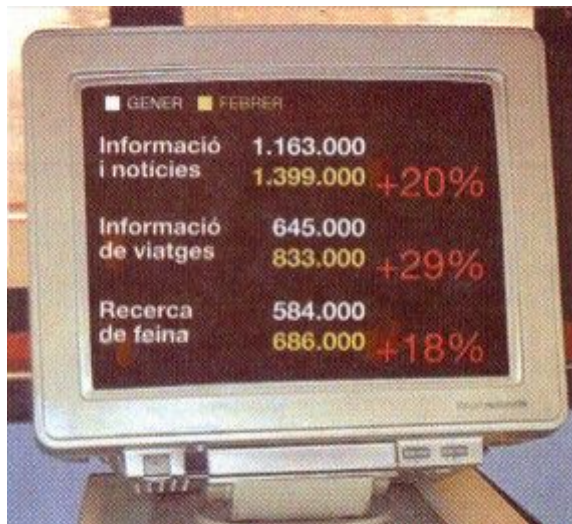 GENER FEBRER
Informació 1.163.000
i notícies 1.399.000 +20%
Informació 645.000
de viatges 833.000 +29%
Recerca 584.000
de feina 686.000 +18%